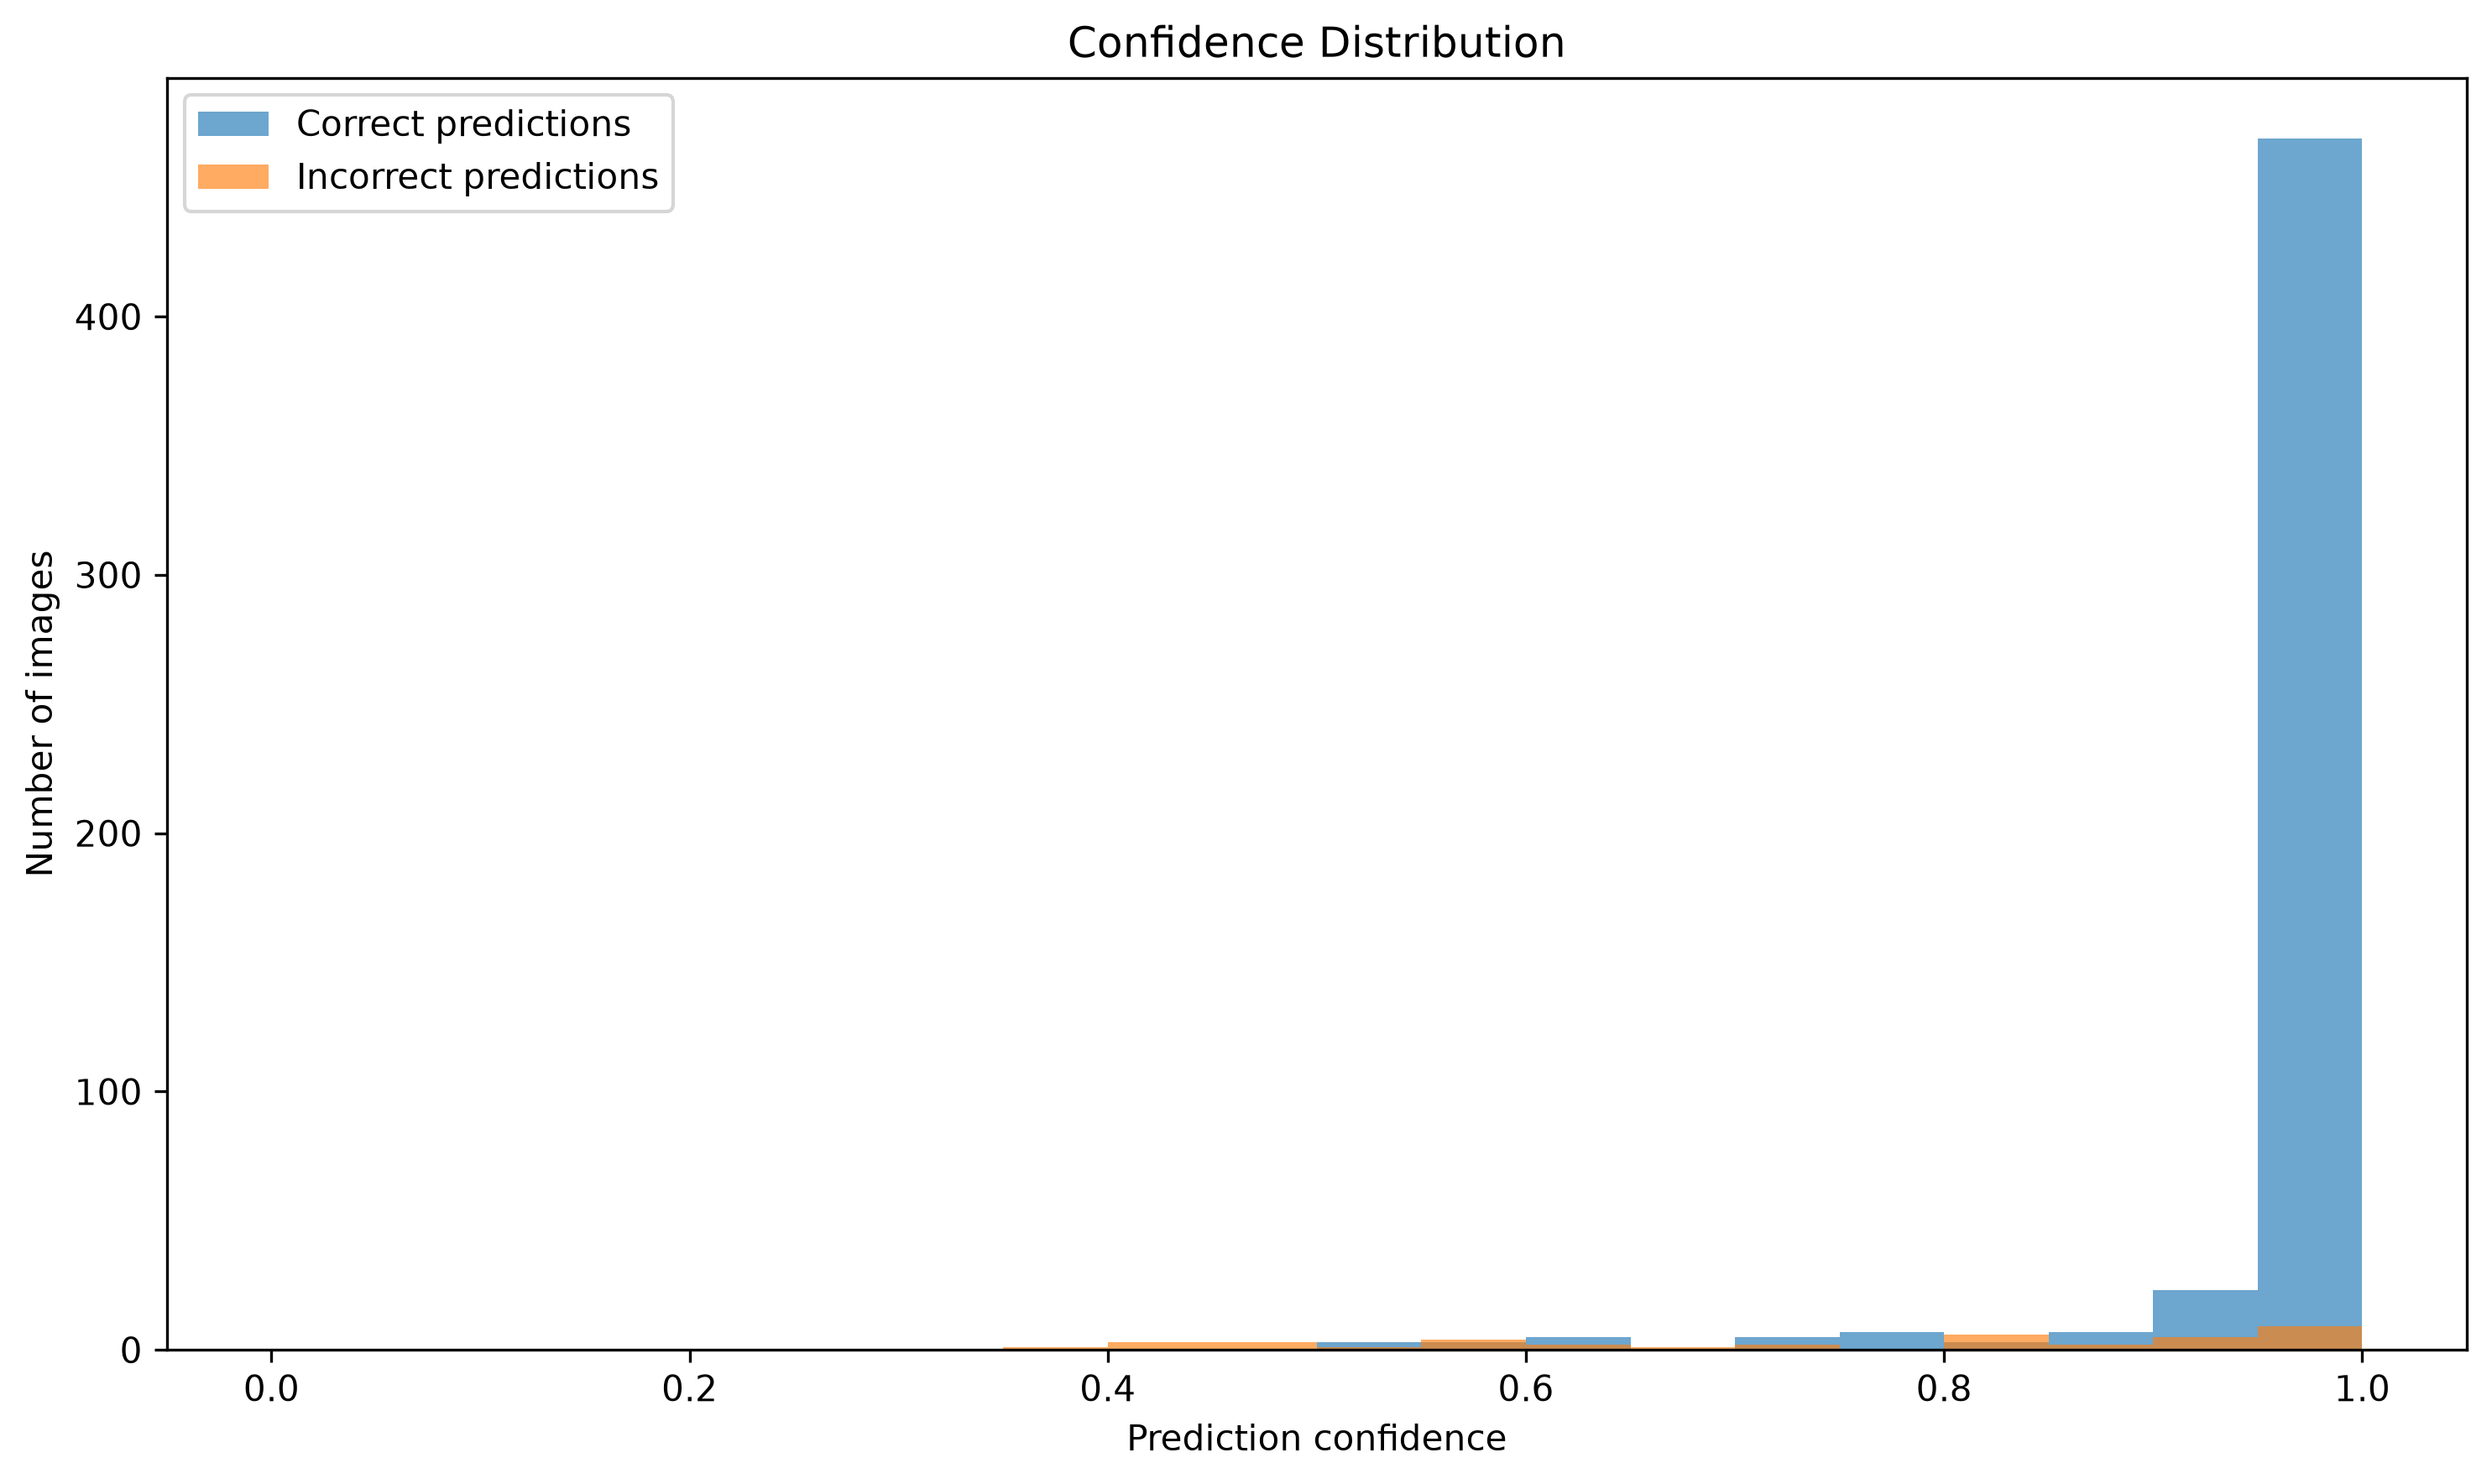 Confidence Distribution
Correct predictions
Incorrect predictions
Number of images
400
300
200
100
0
0.0 0.2 0.4 0.6 0.8 1.0
Prediction confidence